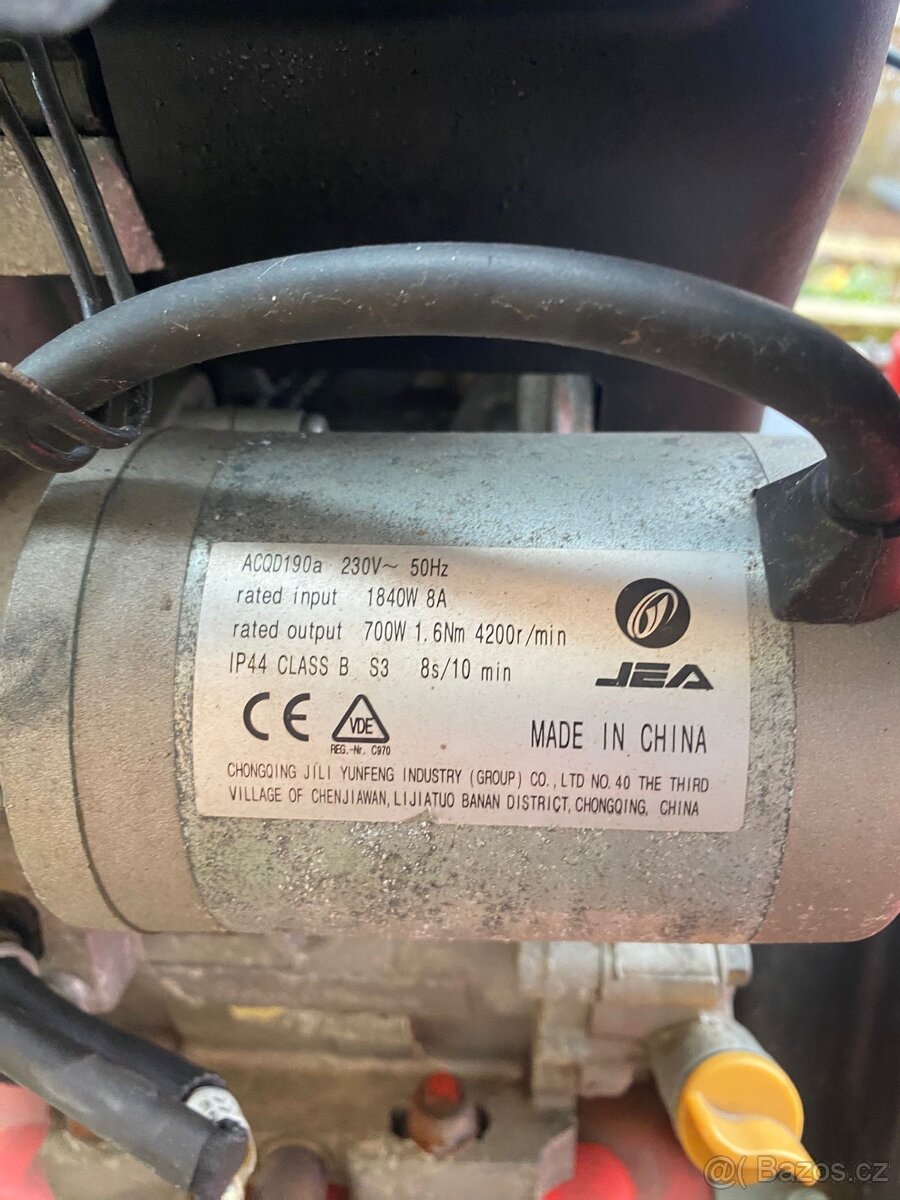 ACQD190a 230V~ 50Hz
rated input 1840W 8A
rated output 700W 1.6Nm 4200r/min
IP44 CLASS B S3 8s/10 min
JEA
CE
VDE
REG.-Nr. C970
MADE IN CHINA
CHONGQING JILI YUNFENG INDUSTRY (GROUP) CO., LTD NO. 40 THE THIRD
VILLAGE OF CHENJIAWAN, LIJIATUO BANAN DISTRICT, CHONGQING, CHINA
Bazos.cz